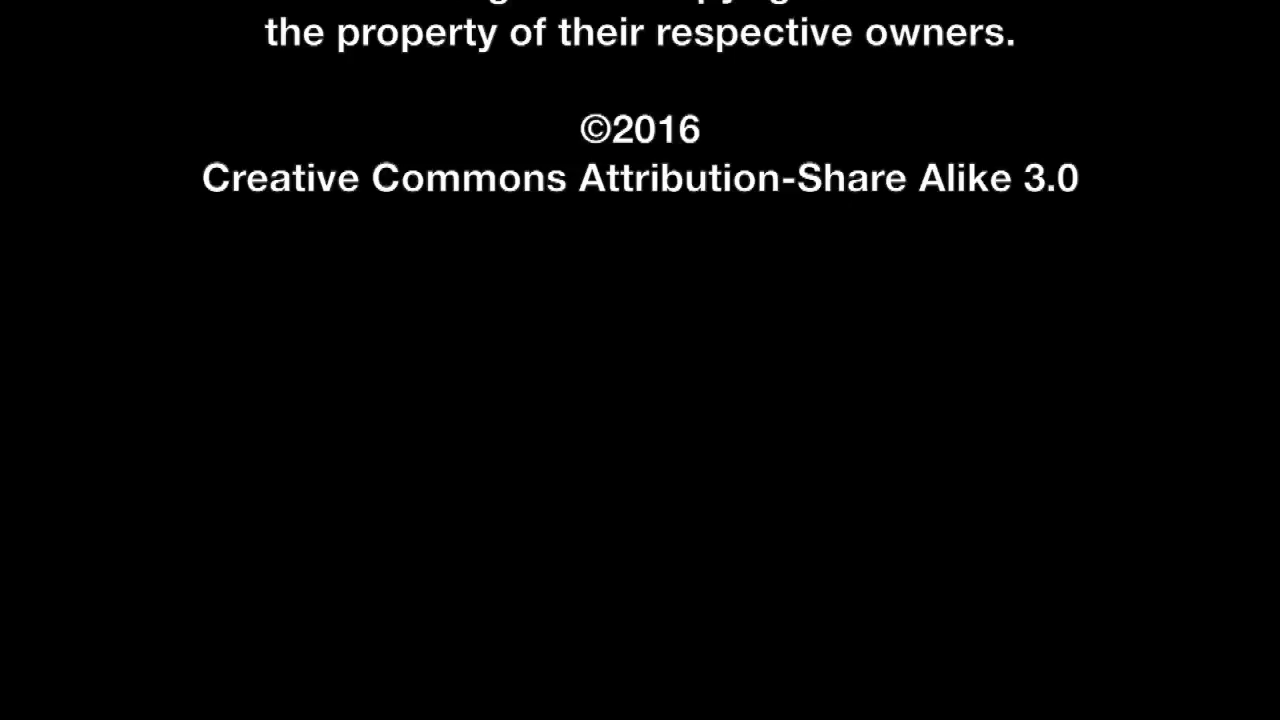 the property of their respective owners.
©2016
Creative Commons Attribution-Share Alike 3.0